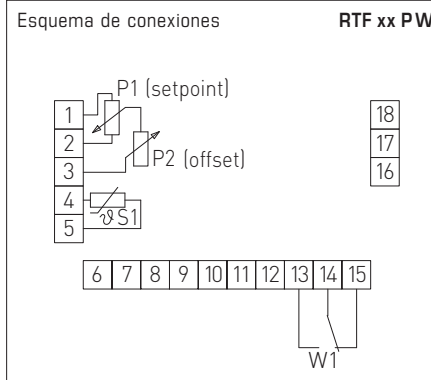 Esquema de conexiones RTF xx PW
P1 (setpoint)
1
2
3
4
5
P2 (offset)
ϑ S1
18
17
16
6 7 8 9 10 11 12 13 14 15
W1